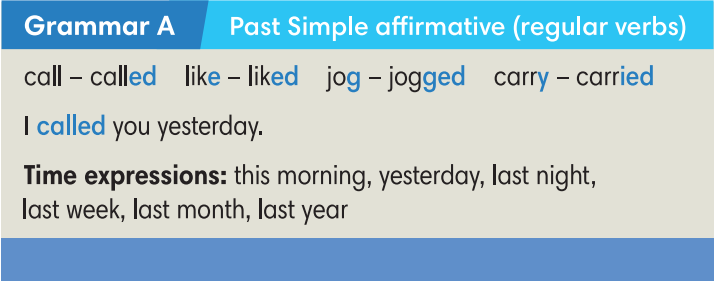 Grammar A Past Simple affirmative (regular verbs)
call – called like – liked jog – jogged carry – carried
I called you yesterday.
Time expressions: this morning, yesterday, last night,
last week, last month, last year